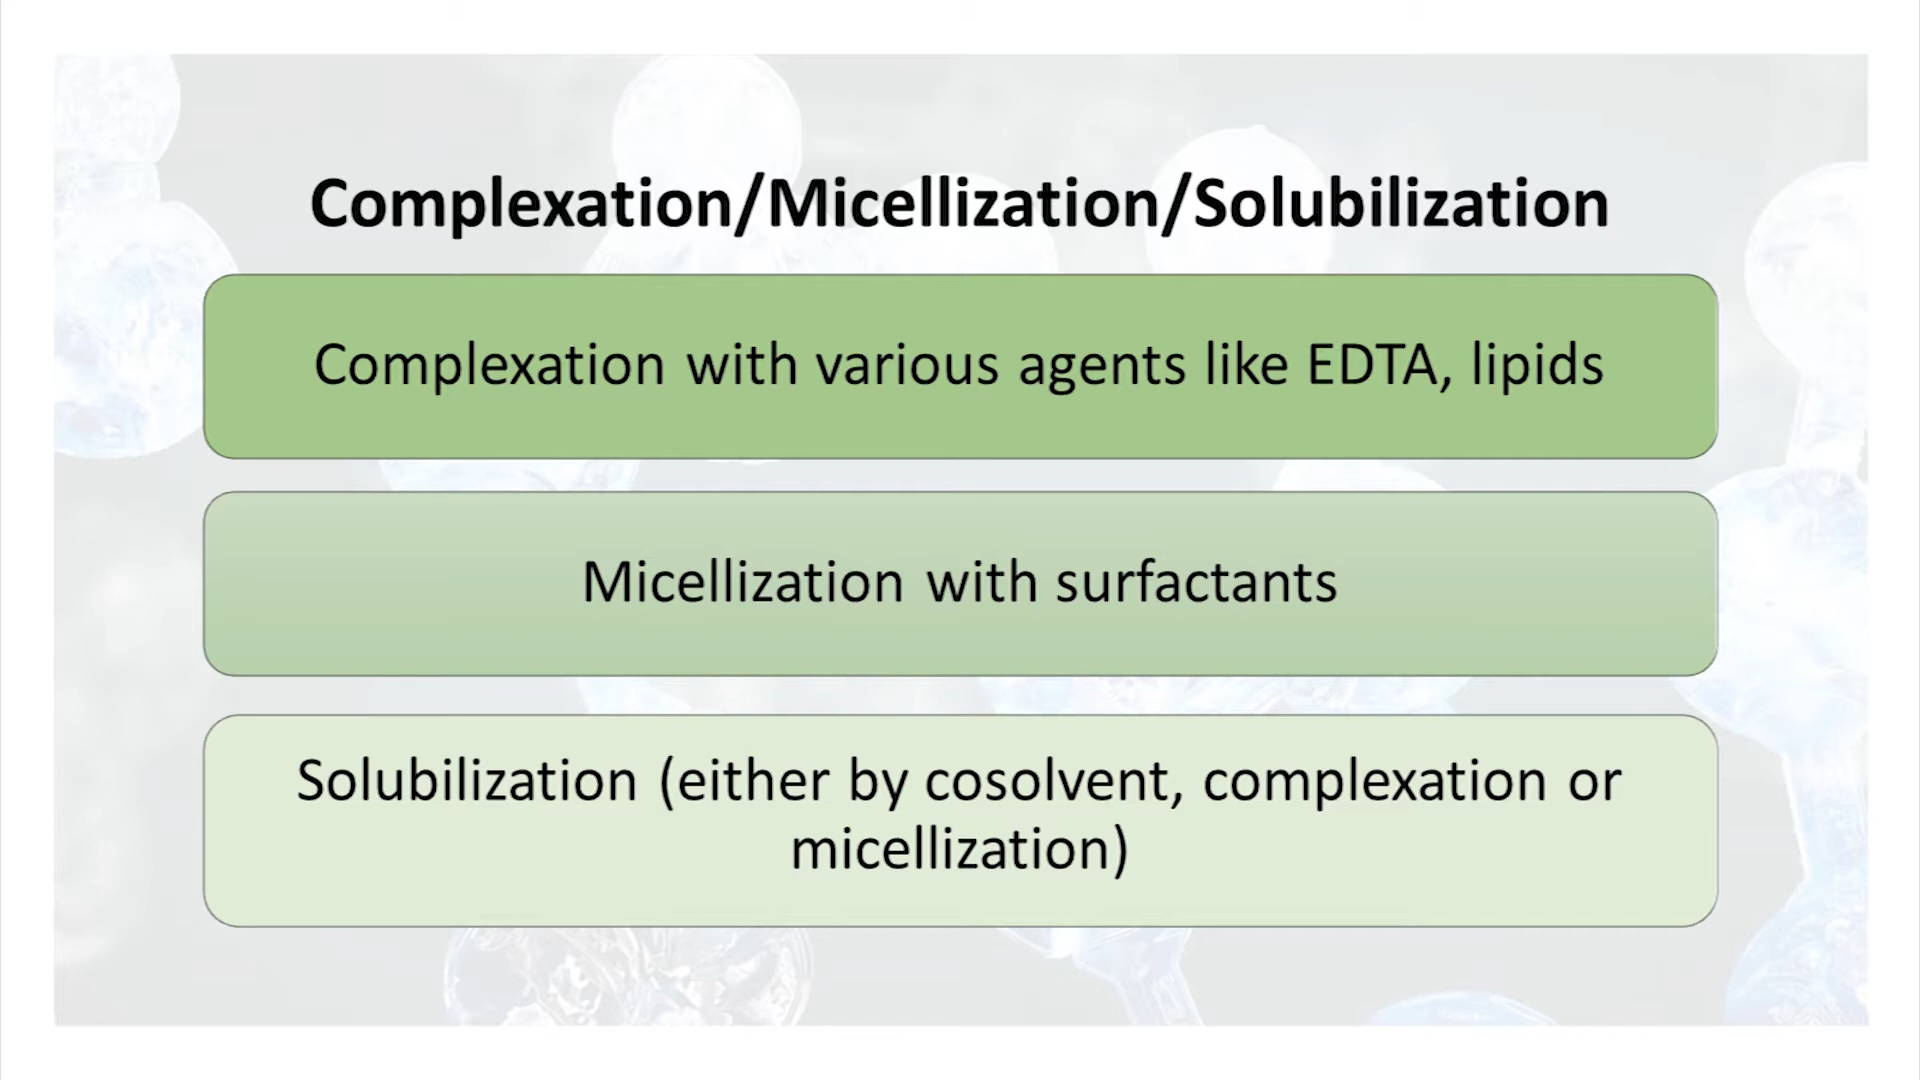 Complexation/Micellization/Solubilization
Complexation with various agents like EDTA, lipids
Micellization with surfactants
Solubilization (either by cosolvent, complexation or
micellization)